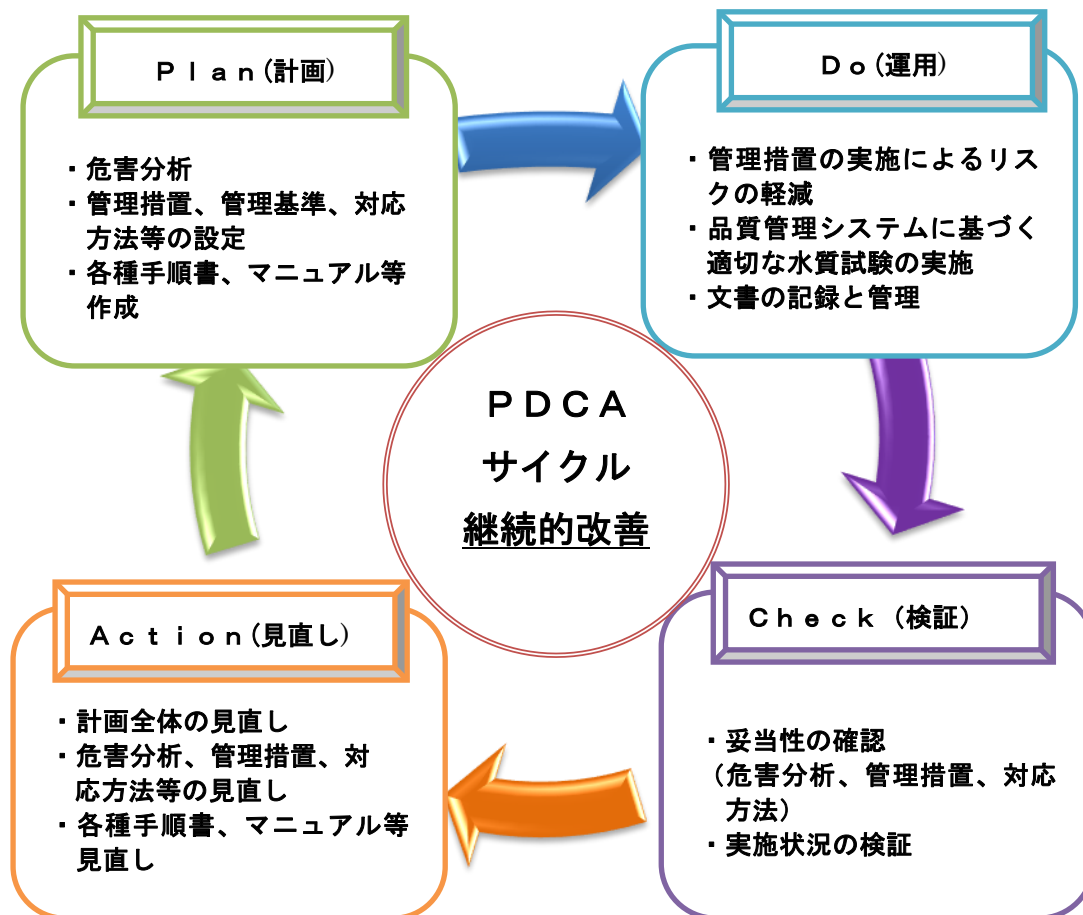 Ｐｌａｎ(計画)
・危害分析
・管理措置、管理基準、対応
方法等の設定
・各種手順書、マニュアル等
作成
Ｄｏ(運用)
・管理措置の実施によるリス
クの軽減
・品質管理システムに基づく
適切な水質試験の実施
・文書の記録と管理
ＰＤＣＡ
サイクル
継続的改善
Ａｃｔｉｏｎ(見直し)
・計画全体の見直し
・危害分析、管理措置、対
応方法等の見直し
・各種手順書、マニュアル等
見直し
Ｃｈｅｃｋ（検証）
・妥当性の確認
（危害分析、管理措置、対応
方法）
・実施状況の検証